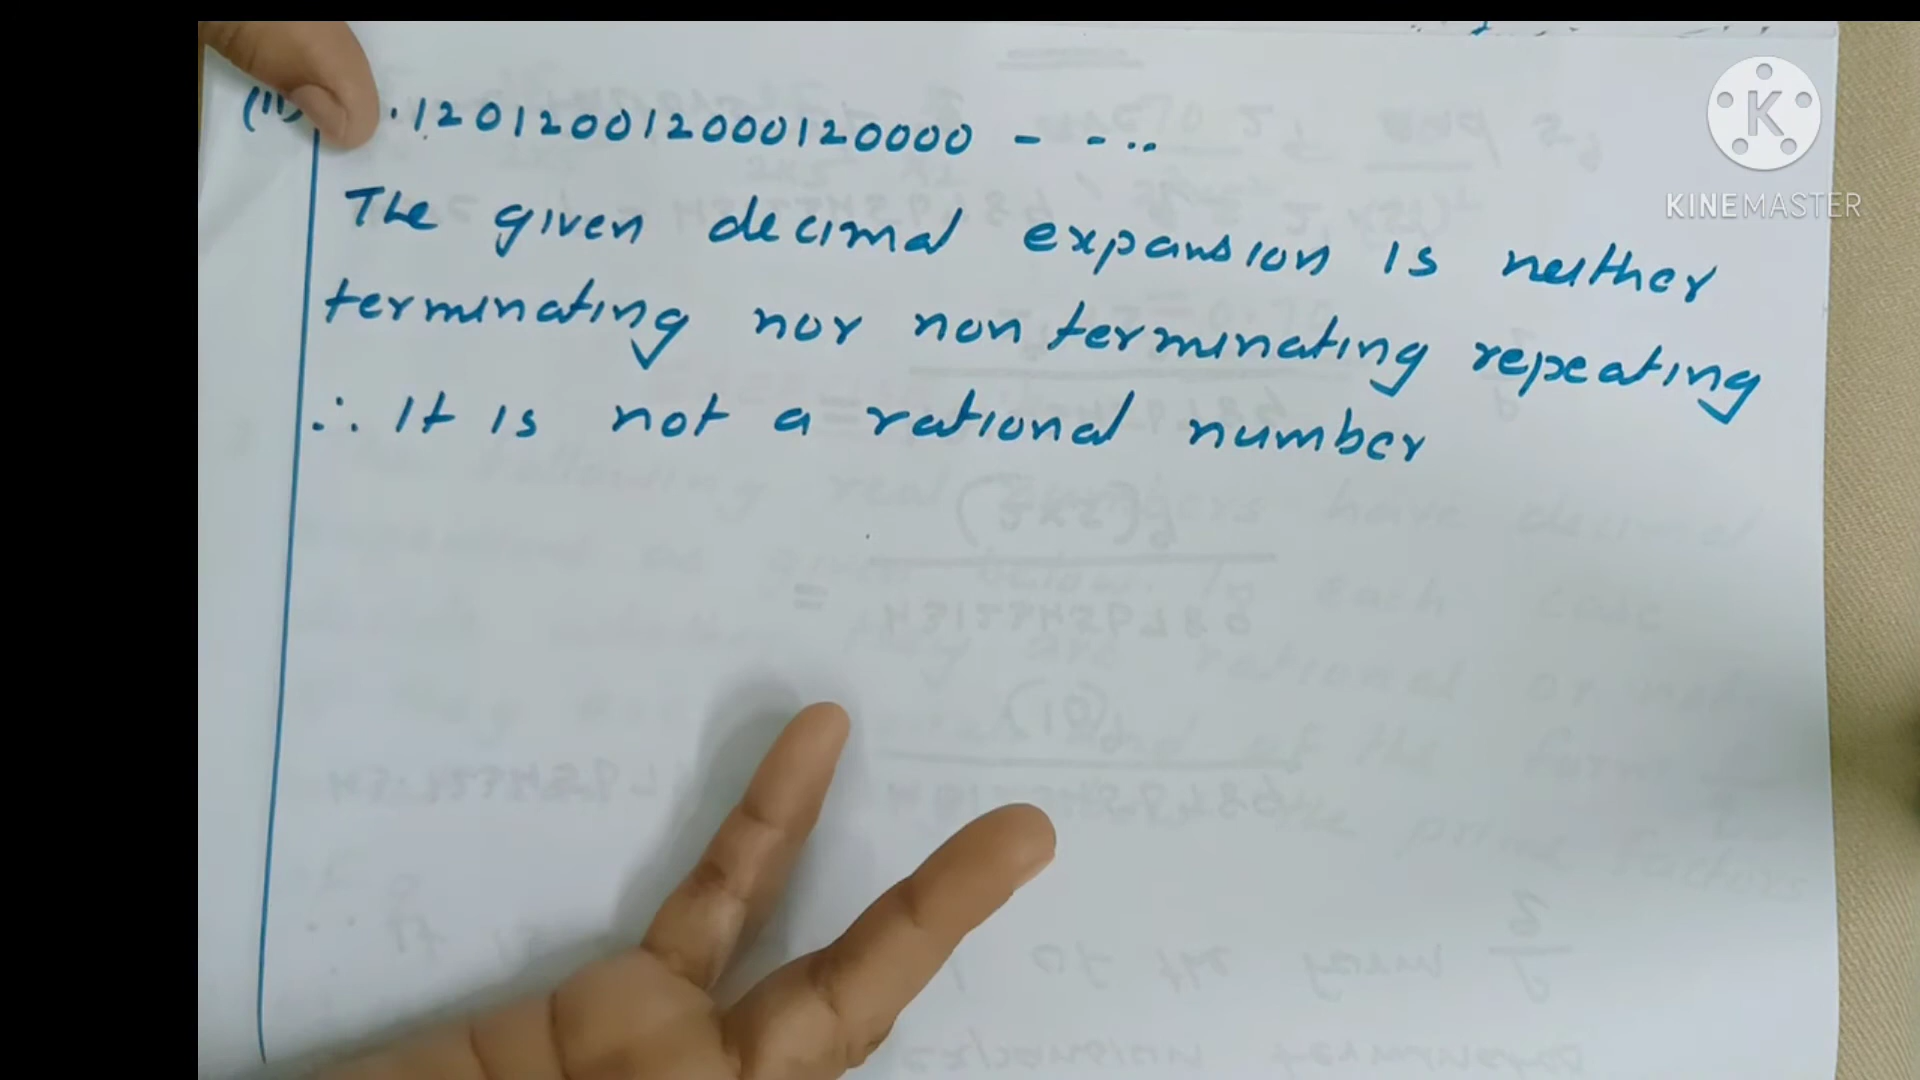 (ii) .120120012000120000 - - ..
The given decimal expansion is neither
terminating nor non terminating repeating
∴ It is not a rational number
K
KINEMASTER